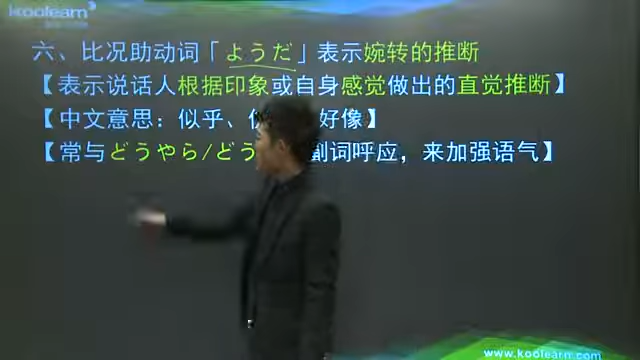 koolearn
六、比况助动词「ようだ」表示婉转的推断
【表示说话人根据印象或自身感觉做出的直觉推断】
【中文意思：似乎、 好像】
【常与どうやら/どう 副词呼应，来加强语气】
www.koolearn.com